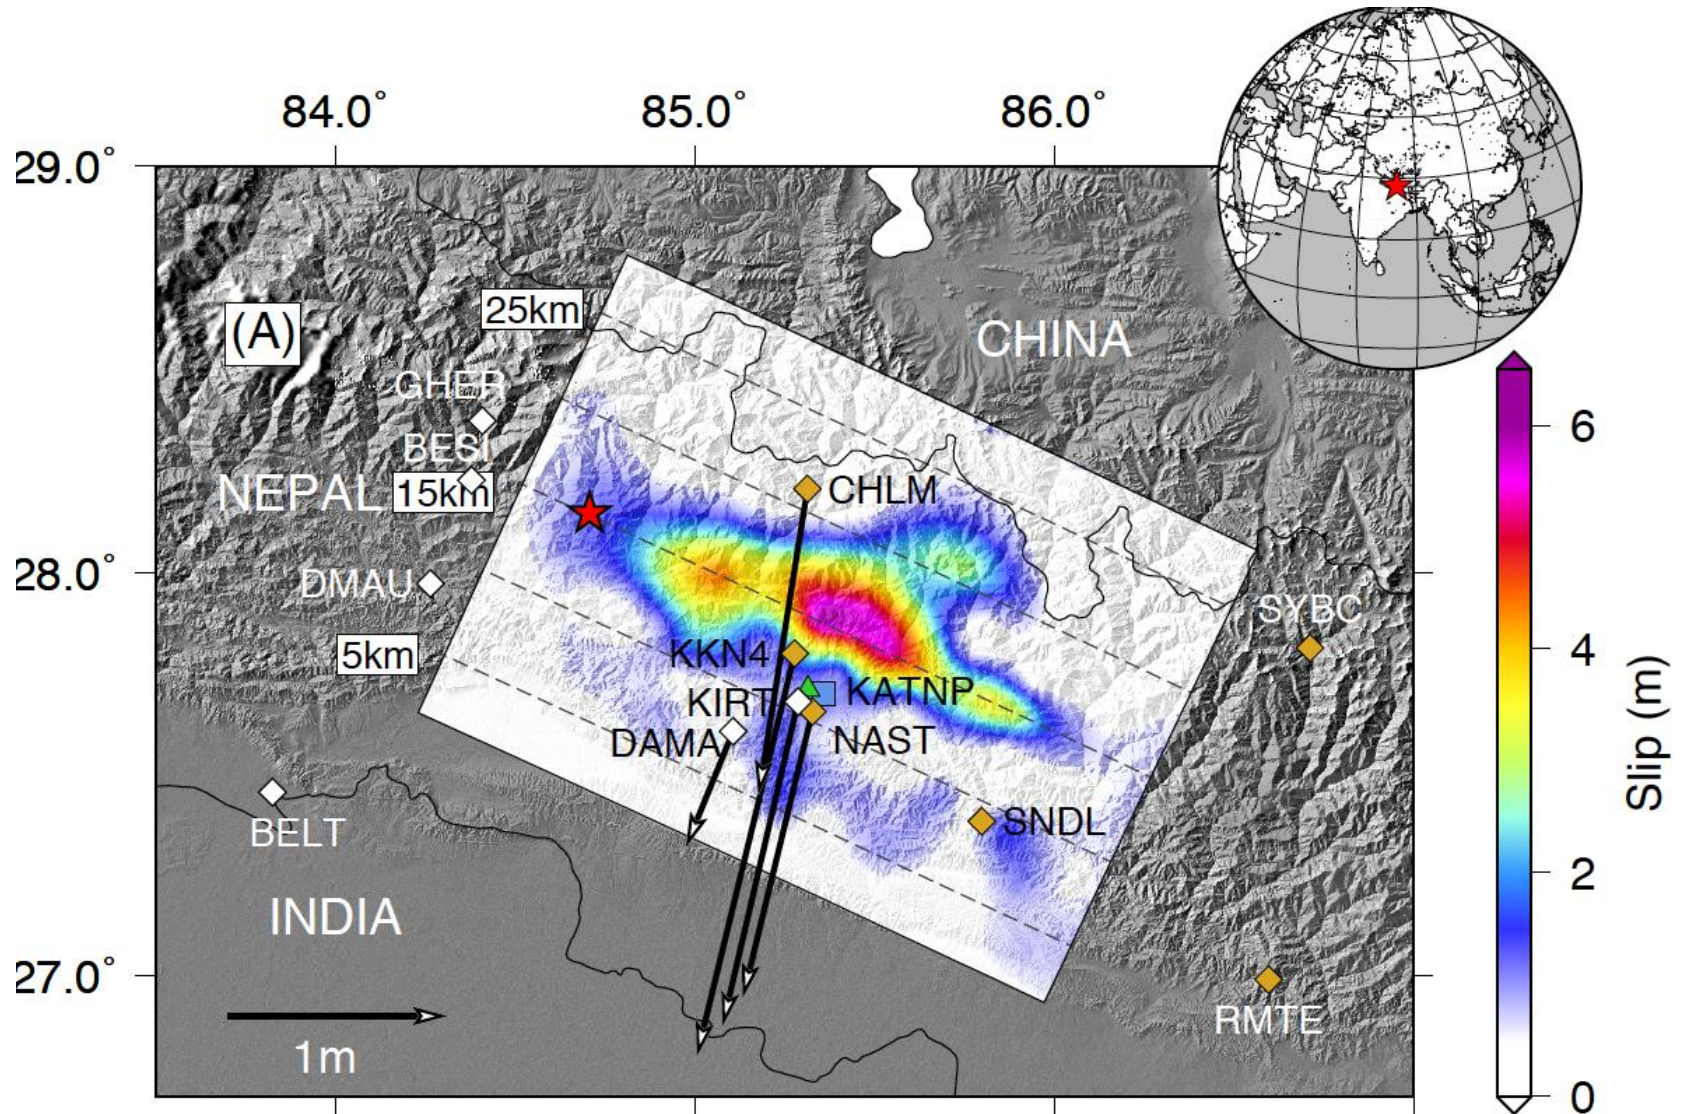 84.0°
85.0°
86.0°
29.0°
28.0°
27.0°
(A)
25km
CHINA
GHER
BESI
NEPAL
15km
CHLM
DMAU
SYBC
5km
KKN4
KIRT
KATNP
DAMA
NAST
BELT
SNDL
INDIA
RMTE
1m
6
4
2
0
Slip (m)